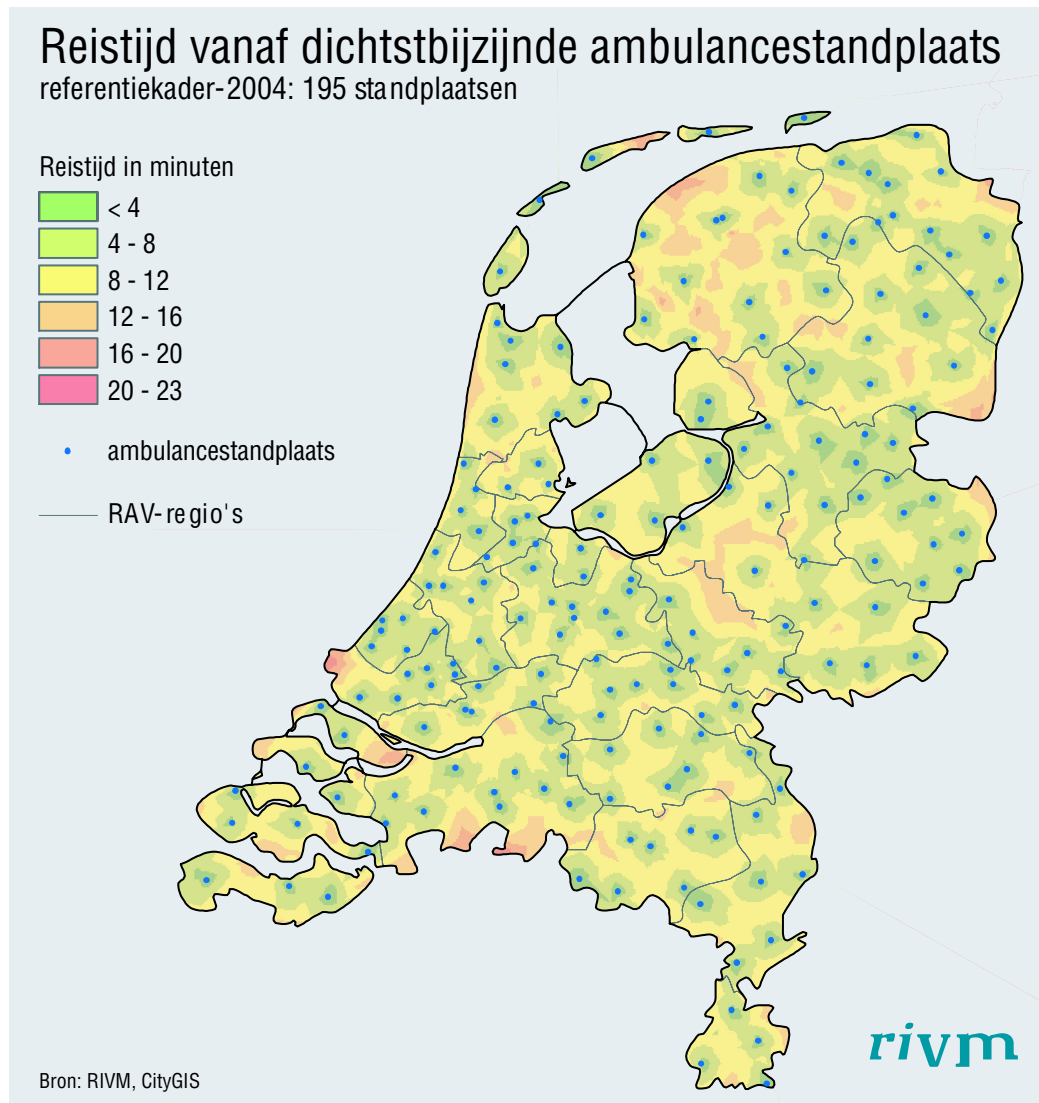 Reistijd vanaf dichtstbijzijnde ambulancestandplaats
referentiekader-2004: 195 standplaatsen
Reistijd in minuten
< 4
4 - 8
8 - 12
12 - 16
16 - 20
20 - 23
ambulancestandplaats
RAV-regio's
rivm
Bron: RIVM, CityGIS